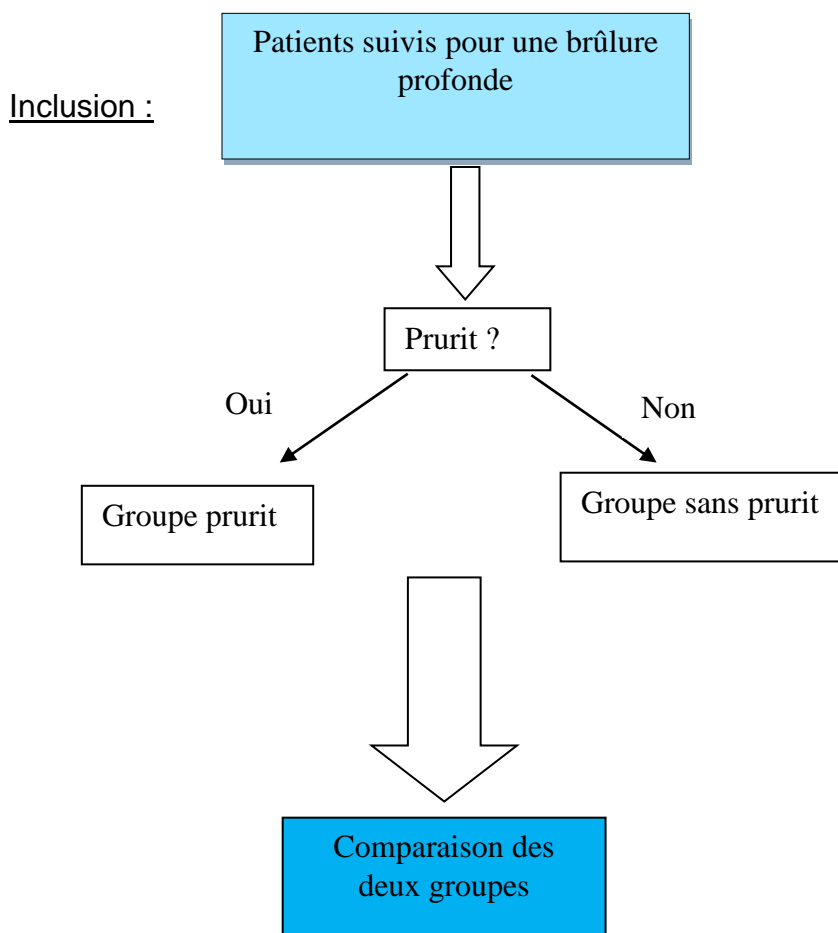 Patients suivis pour une brûlure
profonde
Inclusion :
Prurit ?
Oui
Non
Groupe prurit
Groupe sans prurit
Comparaison des
deux groupes